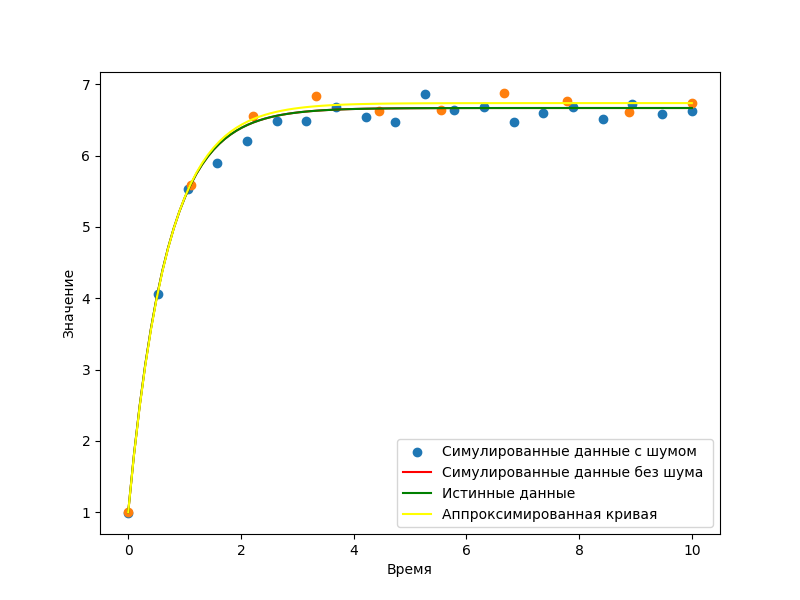 7
6
5
4
3
2
1
Значение
0
2
4
6
8
10
Время
Симулированные данные с шумом
Симулированные данные без шума
Истинные данные
Аппроксимированная кривая